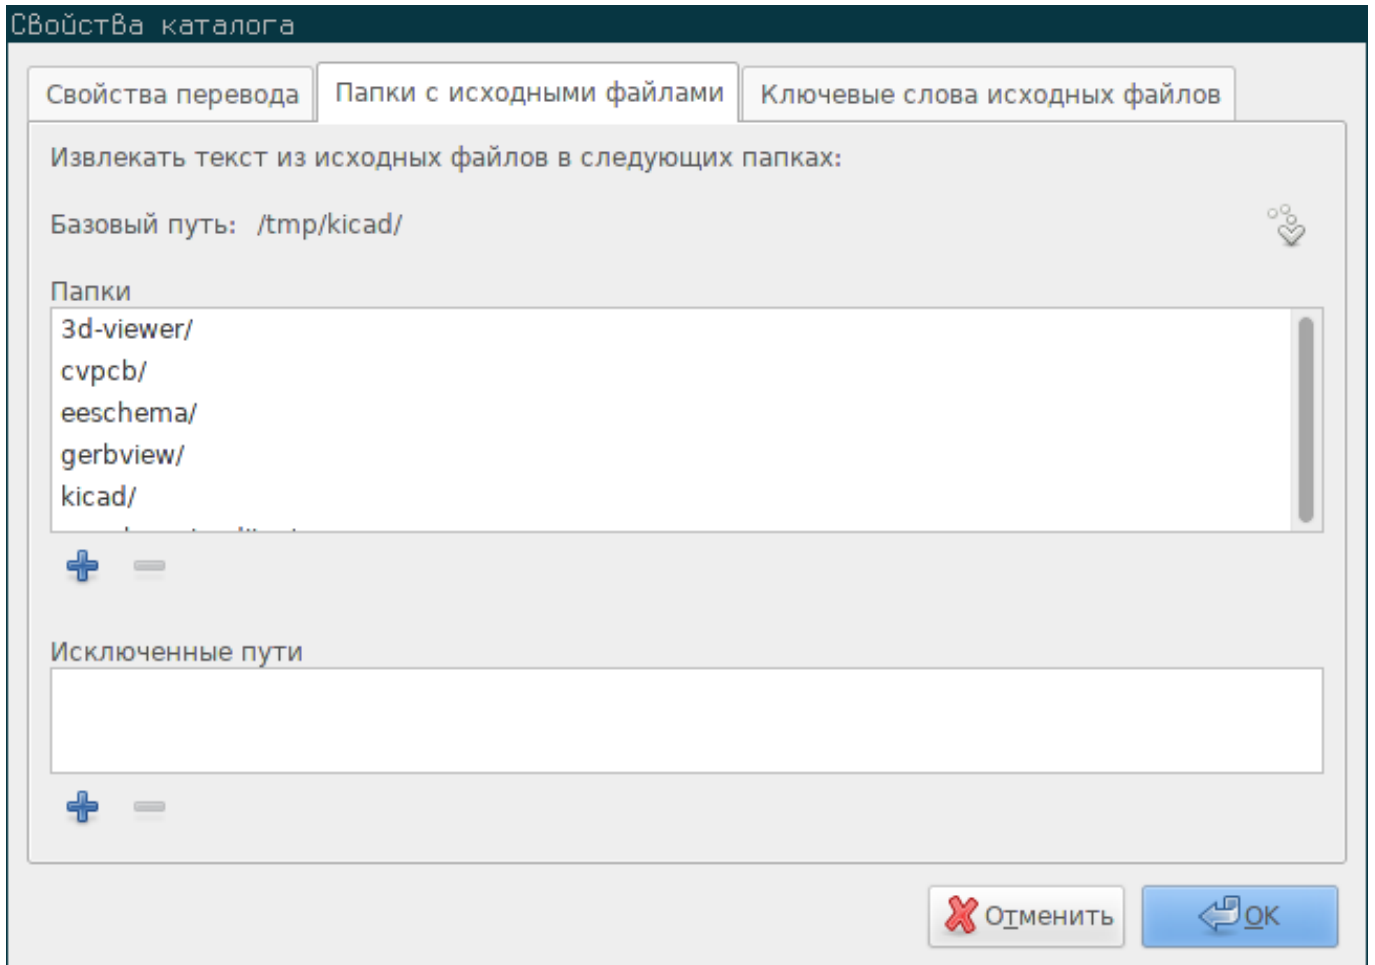 Свойства каталога
Свойства перевода Папки с исходными файлами Ключевые слова исходных файлов
Извлекать текст из исходных файлов в следующих папках:
Базовый путь: /tmp/kicad/
Папки
3d-viewer/
cvpcb/
eeschema/
gerbview/
kicad/
Исключенные пути
Отменить OK